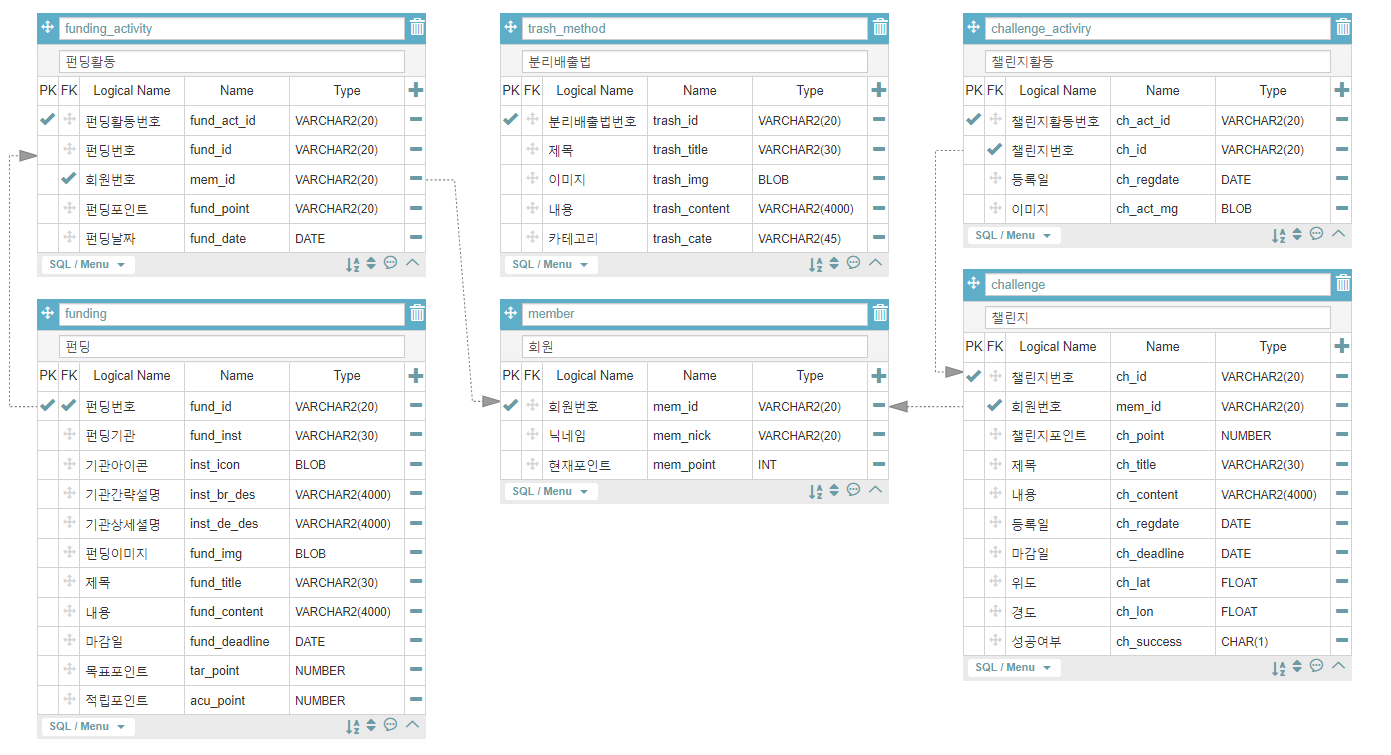 funding_activity
펀딩활동
PK FK Logical Name Name Type
펀딩활동번호 fund_act_id VARCHAR2(20)
펀딩번호 fund_id VARCHAR2(20)
회원번호 mem_id VARCHAR2(20)
펀딩포인트 fund_point VARCHAR2(20)
펀딩날짜 fund_date DATE
SQL / Menu
trash_method
분리배출법
PK FK Logical Name Name Type
분리배출법번호 trash_id VARCHAR2(20)
제목 trash_title VARCHAR2(30)
이미지 trash_img BLOB
내용 trash_content VARCHAR2(4000)
카테고리 trash_cate VARCHAR2(45)
SQL / Menu
challenge_activiry
챌린지활동
PK FK Logical Name Name Type
챌린지활동번호 ch_act_id VARCHAR2(20)
챌린지번호 ch_id VARCHAR2(20)
등록일 ch_regdate DATE
이미지 ch_act_mg BLOB
SQL / Menu
funding
펀딩
PK FK Logical Name Name Type
펀딩번호 fund_id VARCHAR2(20)
펀딩기관 fund_inst VARCHAR2(30)
기관아이콘 inst_icon BLOB
기관간략설명 inst_br_des VARCHAR2(4000)
기관상세셜명 inst_de_des VARCHAR2(4000)
펀딩이미지 fund_img BLOB
제목 fund_title VARCHAR2(30)
내용 fund_content VARCHAR2(4000)
마감일 fund_deadline DATE
목표포인트 tar_point NUMBER
적립포인트 acu_point NUMBER
SQL / Menu
member
회원
PK FK Logical Name Name Type
회원번호 mem_id VARCHAR2(20)
닉네임 mem_nick VARCHAR2(20)
현재포인트 mem_point INT
SQL / Menu
challenge
챌린지
PK FK Logical Name Name Type
챌린지번호 ch_id VARCHAR2(20)
회원번호 mem_id VARCHAR2(20)
챌린지포인트 ch_point NUMBER
제목 ch_title VARCHAR2(30)
내용 ch_content VARCHAR2(4000)
등록일 ch_regdate DATE
마감일 ch_deadline DATE
위도 ch_lat FLOAT
경도 ch_lon FLOAT
성공여부 ch_success CHAR(1)
SQL / Menu